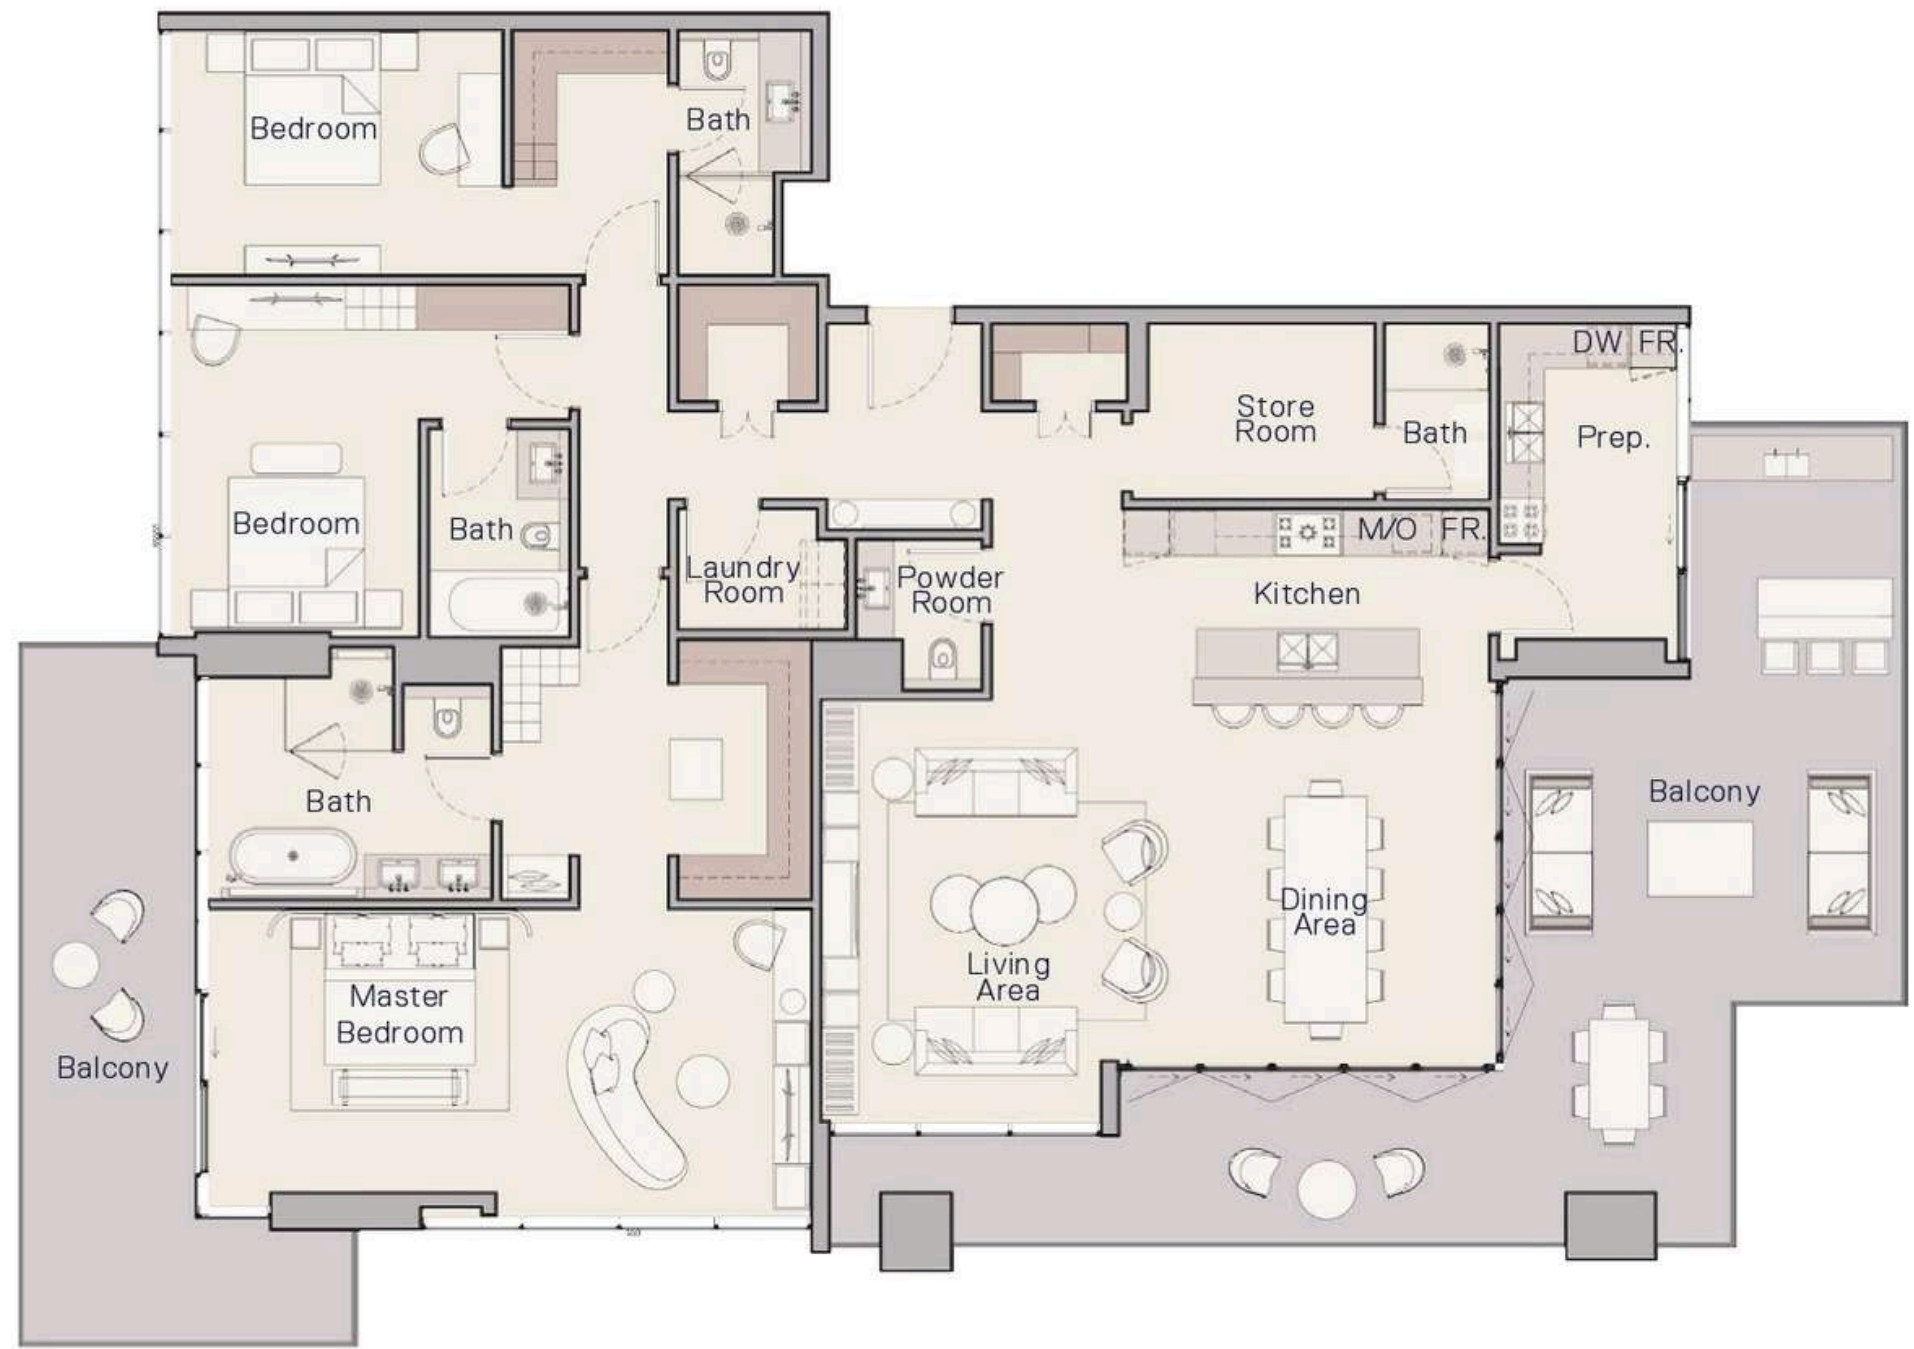 Bedroom
Bath
DW FR.
Store
Room
Bath
Prep.
Bedroom
Bath
M/O FR.
Laundry
Room
Powder
Room
Kitchen
Bath
Balcony
Dining
Area
Living
Area
Master
Bedroom
Balcony